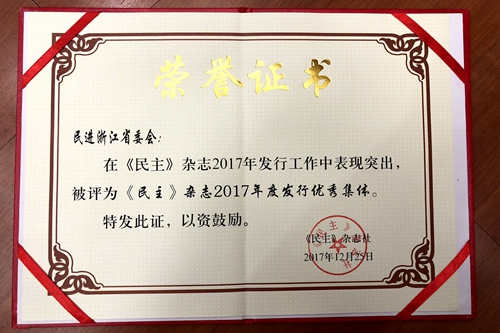 荣誉证书
民进浙江省委会：
在《民主》杂志2017年发行工作中表现突出，
被评为《民主》杂志2017年度发行优秀集体。
特发此证，以资鼓励。
《民主》杂志社
2017年12月25日